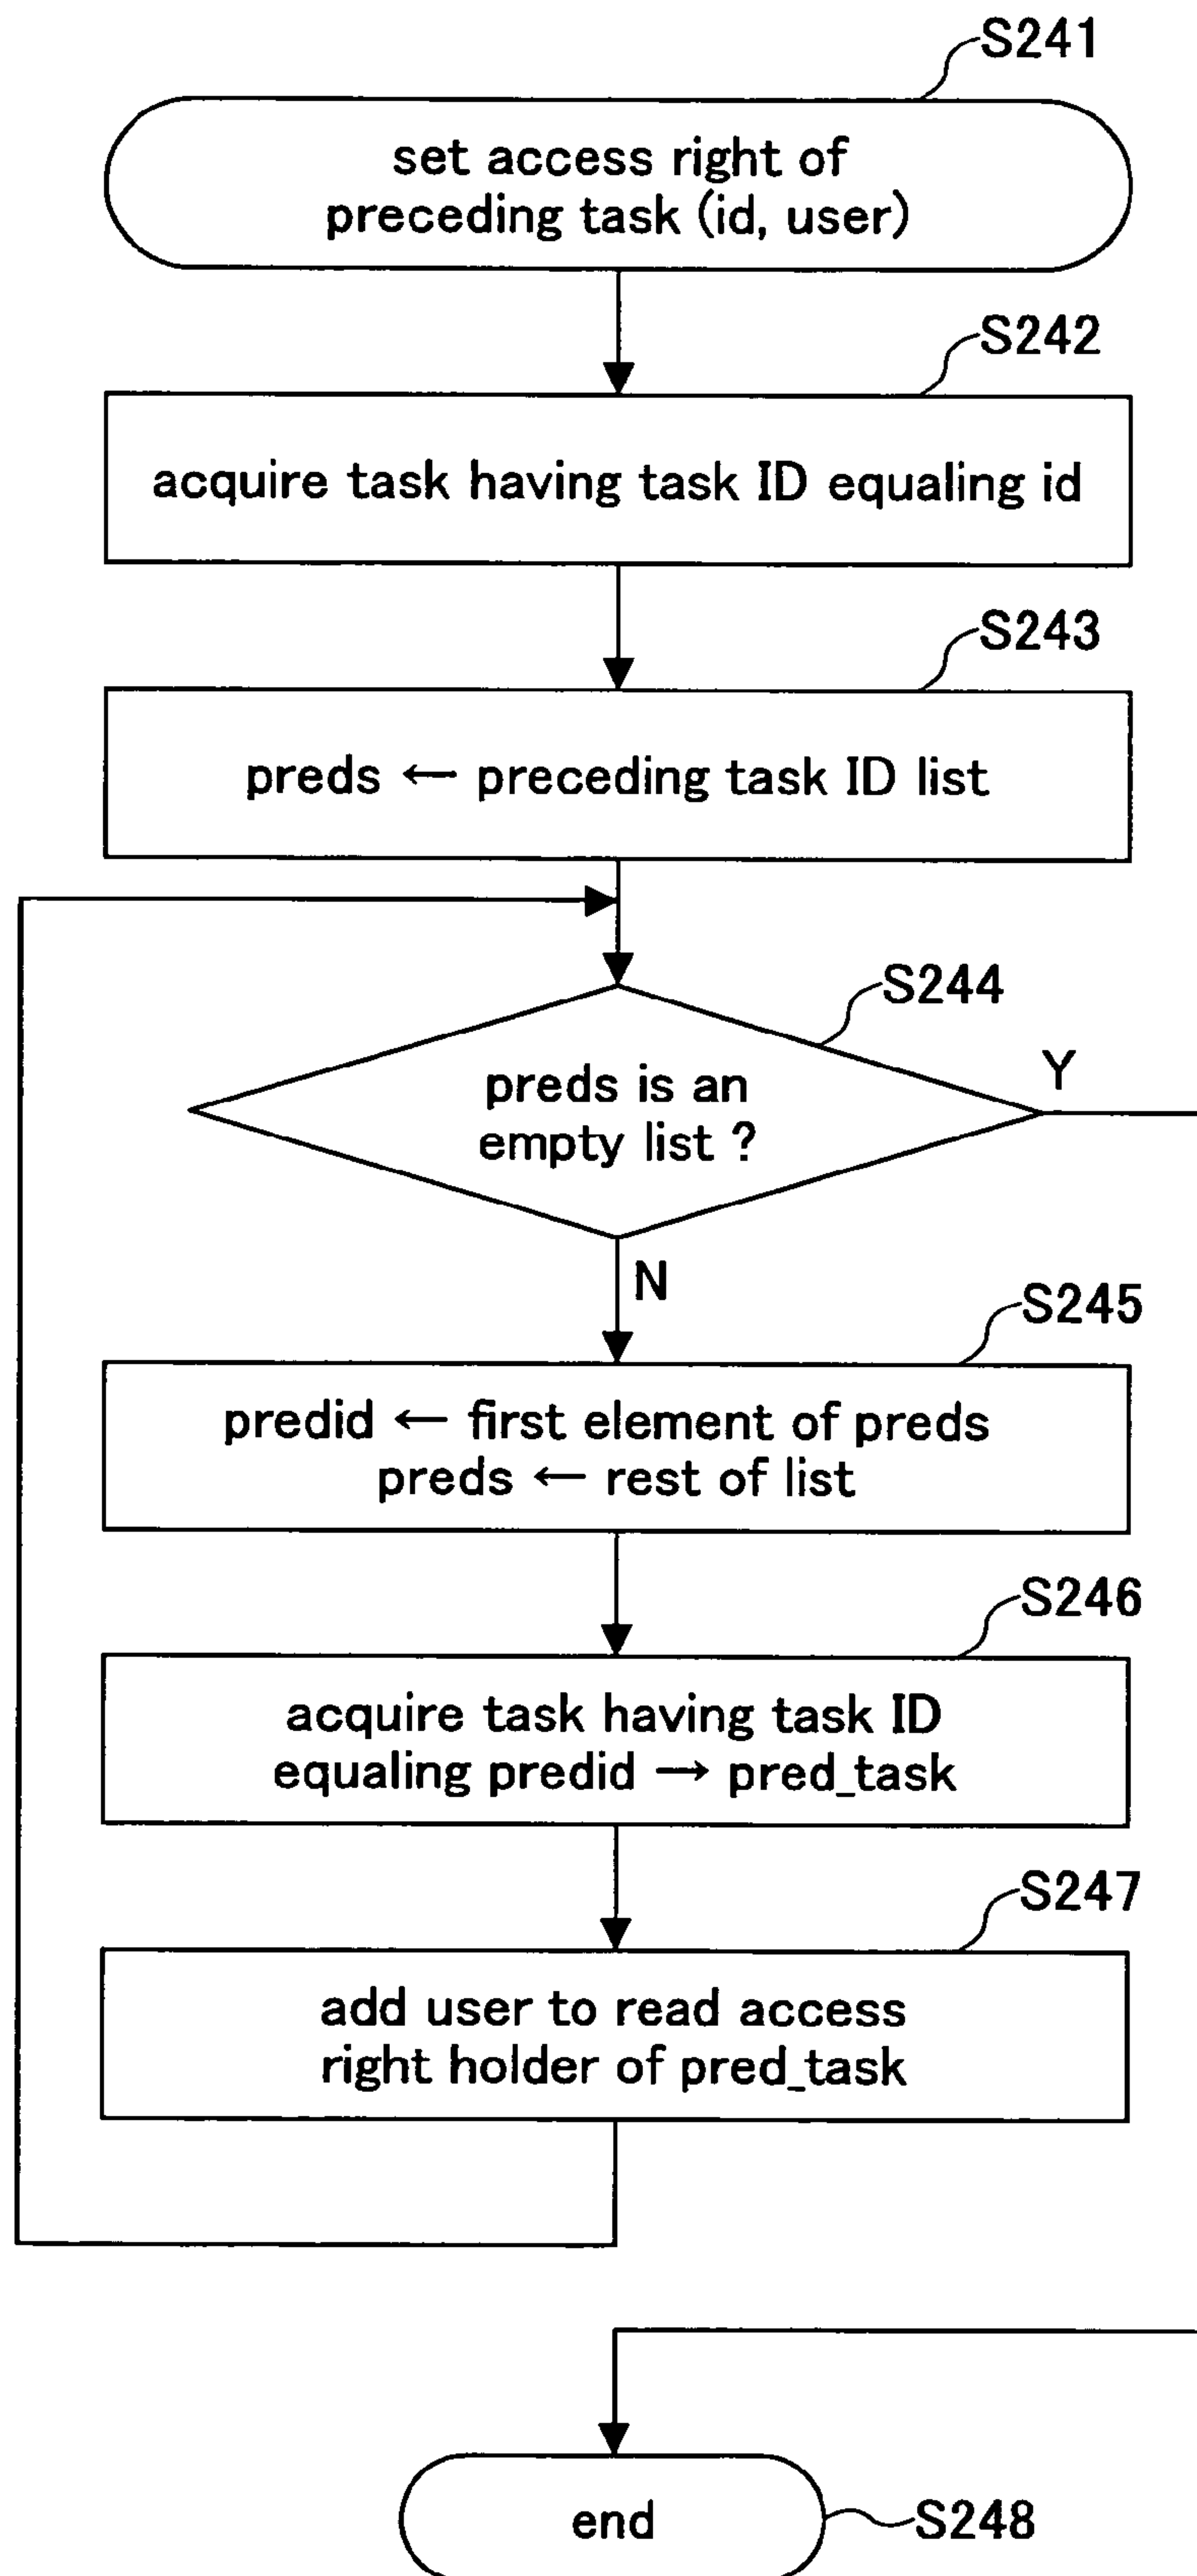 S241
set access right of
preceding task (id, user)
S242
acquire task having task ID equaling id
S243
preds ← preceding task ID list
S244
preds is an
empty list ?
Y
N
S245
predid ← first element of preds
preds ← rest of list
S246
acquire task having task ID
equaling predid → pred_task
S247
add user to read access
right holder of pred_task
end
S248